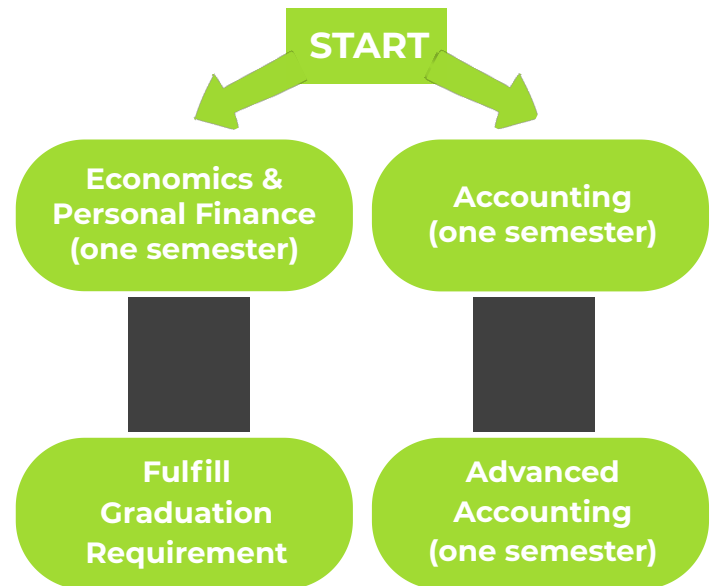 START
Economics &
Personal Finance
(one semester)
Accounting
(one semester)
Fulfill
Graduation
Requirement
Advanced
Accounting
(one semester)